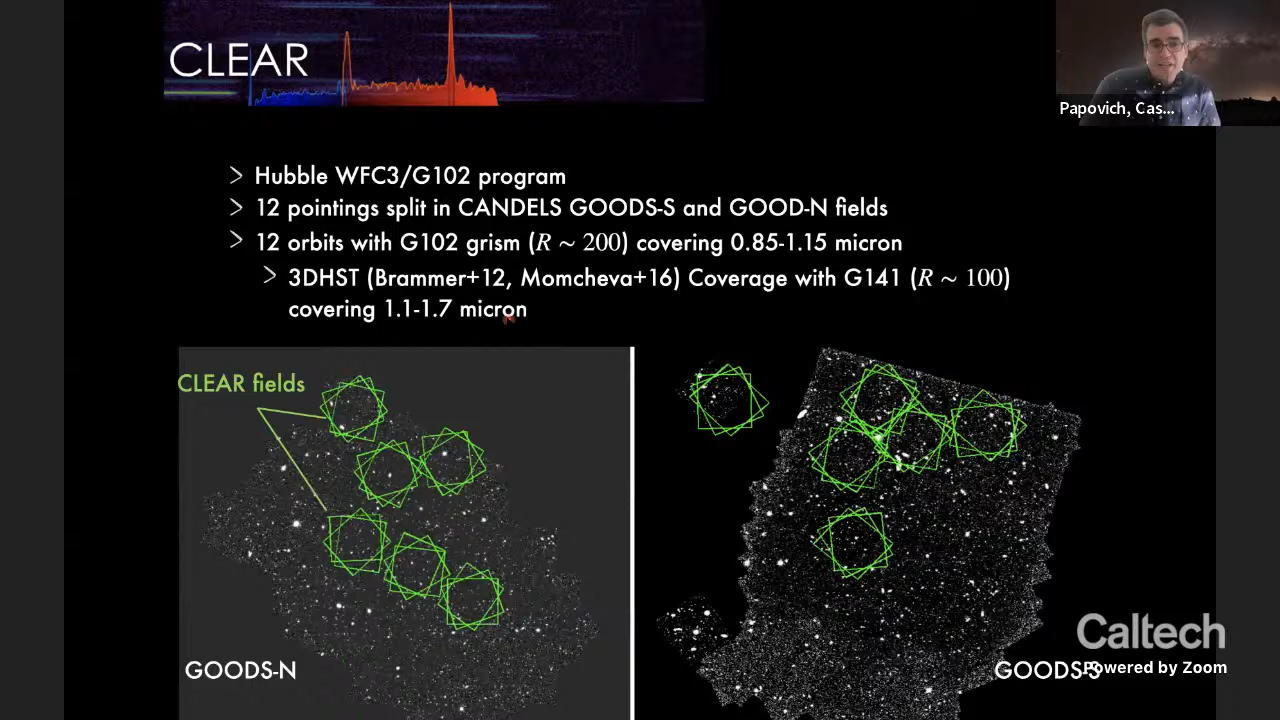 CLEAR
Papovich, Cas...
> Hubble WFC3/G102 program
> 12 pointings split in CANDELS GOODS-S and GOOD-N fields
> 12 orbits with G102 grism (R ~ 200) covering 0.85-1.15 micron
> 3DHST (Brammer+12, Momcheva+16) Coverage with G141 (R ~ 100)
covering 1.1-1.7 micron
CLEAR fields
Caltech
GOODS-N
GOODS-S
Powered by Zoom